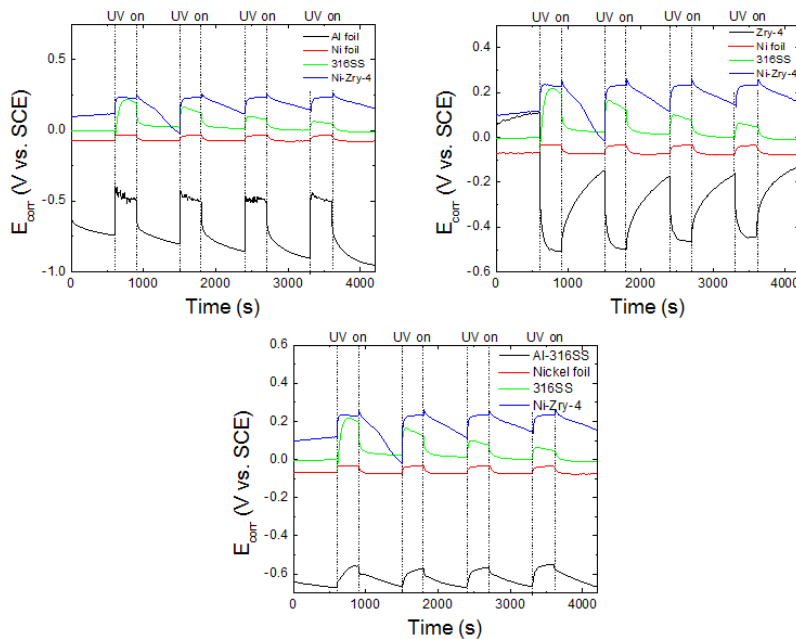 UV on UV on UV on UV on
Al foil
Ni foil
316SS
Ni-Zry-4
0.5
0.0
-0.5
-1.0
E_corr (V vs. SCE)
0 1000 2000 3000 4000
Time (s)
UV on UV on UV on UV on
Zry-4
Ni foil
316SS
Ni-Zry-4
0.4
0.2
0.0
-0.2
-0.4
-0.6
E_corr (V vs. SCE)
0 1000 2000 3000 4000
Time (s)
UV on UV on UV on UV on
Al-316SS
Nickel foil
316SS
Ni-Zry-4
0.6
0.4
0.2
0.0
-0.2
-0.4
-0.6
E_corr (V vs. SCE)
0 1000 2000 3000 4000
Time (s)